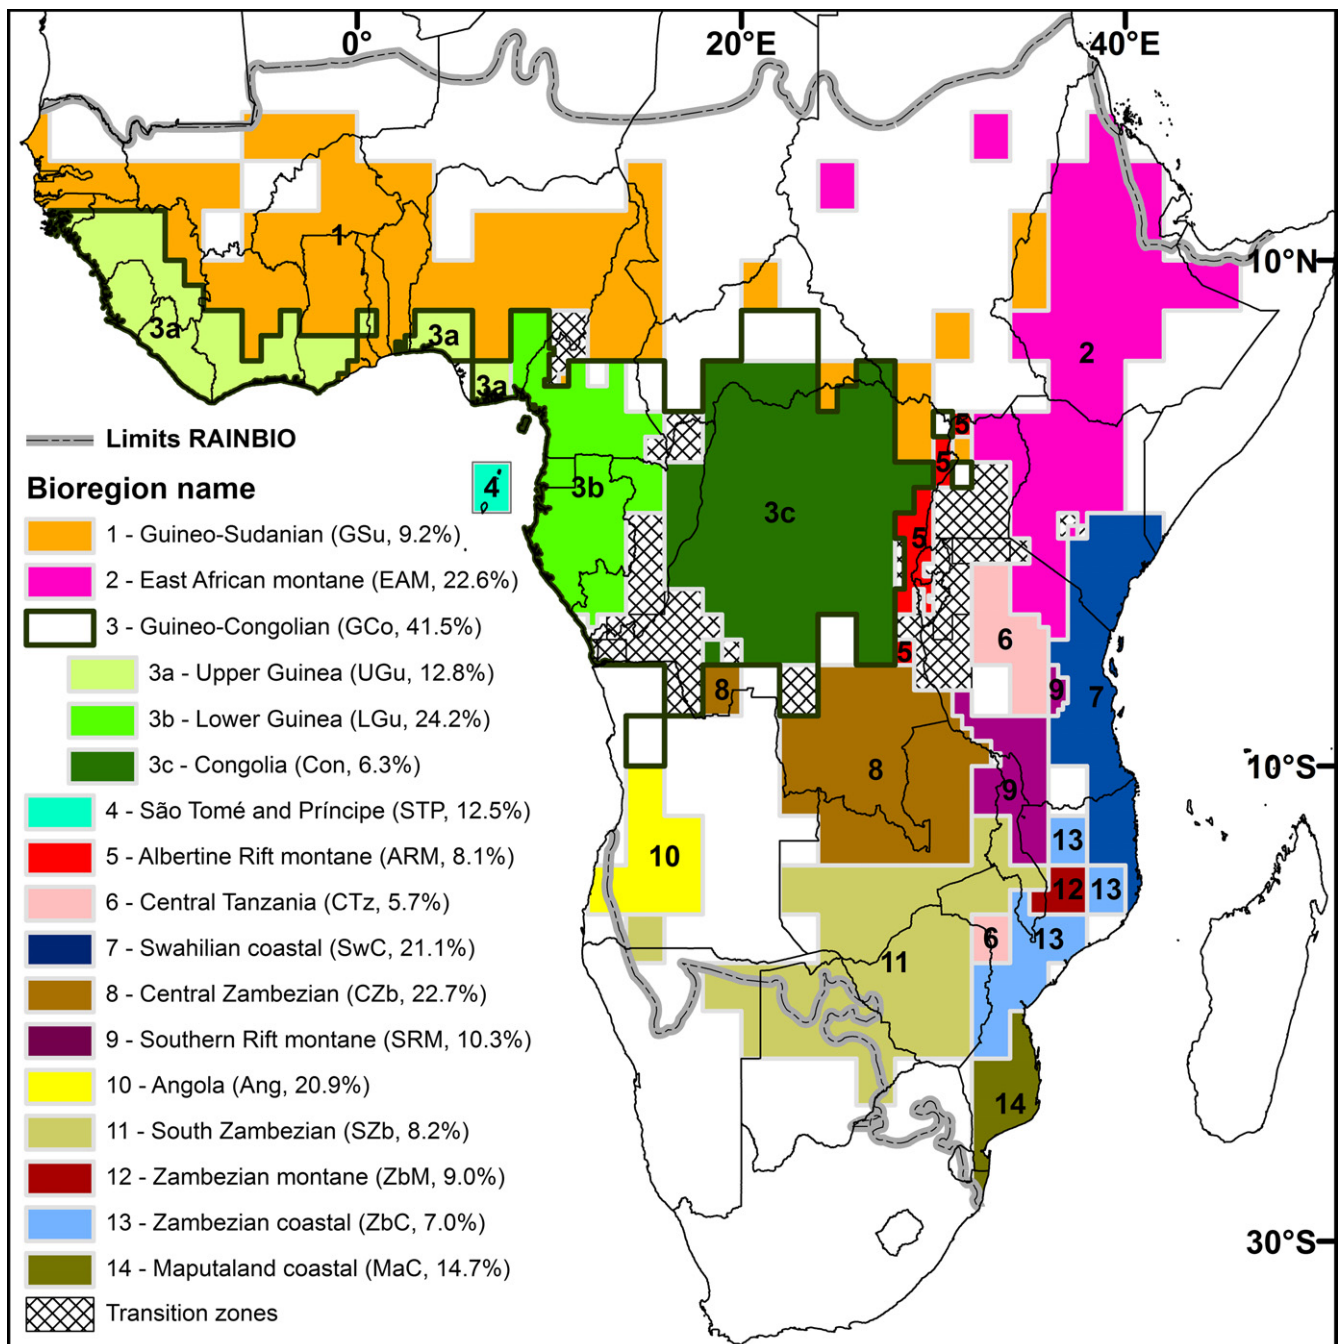 0°
20°E
40°E
10°N
10°S
30°S
1
2
3a
3a
3a
3b
3c
4
5
5
5
5
6
6
7
8
8
9
9
10
11
12
13
13
13
14
Limits RAINBIO
Bioregion name
1 - Guineo-Sudanian (GSu, 9.2%)
2 - East African montane (EAM, 22.6%)
3 - Guineo-Congolian (GCo, 41.5%)
3a - Upper Guinea (UGu, 12.8%)
3b - Lower Guinea (LGu, 24.2%)
3c - Congolia (Con, 6.3%)
4 - São Tomé and Príncipe (STP, 12.5%)
5 - Albertine Rift montane (ARM, 8.1%)
6 - Central Tanzania (CTz, 5.7%)
7 - Swahilian coastal (SwC, 21.1%)
8 - Central Zambezian (CZb, 22.7%)
9 - Southern Rift montane (SRM, 10.3%)
10 - Angola (Ang, 20.9%)
11 - South Zambezian (SZb, 8.2%)
12 - Zambezian montane (ZbM, 9.0%)
13 - Zambezian coastal (ZbC, 7.0%)
14 - Maputaland coastal (MaC, 14.7%)
Transition zones